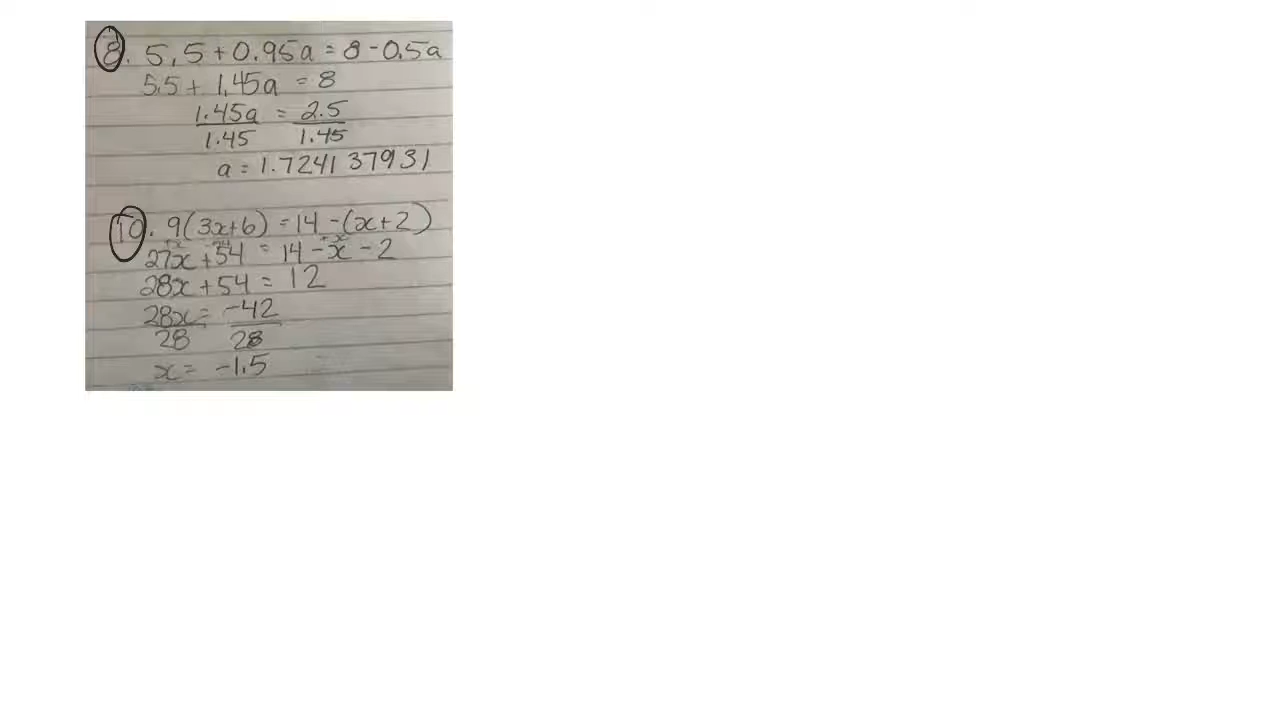 8. 5.5 + 0.95a = 8 - 0.5a
5.5 + 1.45a = 8
1.45a = 2.5
1.45 1.45
a = 1.724137931
10. 9(3x+6) = 14 - (x+2)
27x + 54 = 14 - x - 2
28x + 54 = 12
28x = -42
28 28
x = -1.5